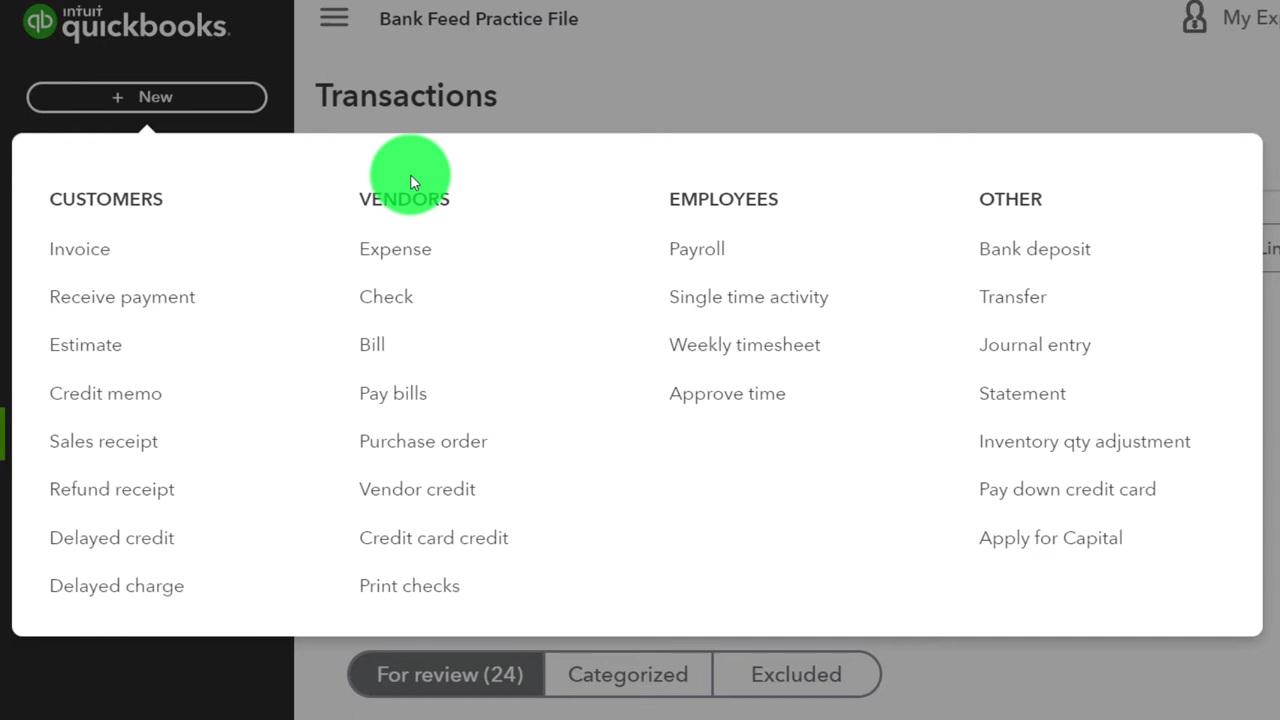 intuit
qb quickbooks.
Bank Feed Practice File
My Ex
+ New
Transactions
CUSTOMERS
Invoice
Receive payment
Estimate
Credit memo
Sales receipt
Refund receipt
Delayed credit
Delayed charge
VENDORS
Expense
Check
Bill
Pay bills
Purchase order
Vendor credit
Credit card credit
Print checks
EMPLOYEES
Payroll
Single time activity
Weekly timesheet
Approve time
OTHER
Bank deposit
Transfer
Journal entry
Statement
Inventory qty adjustment
Pay down credit card
Apply for Capital
Lin
For review (24)
Categorized
Excluded